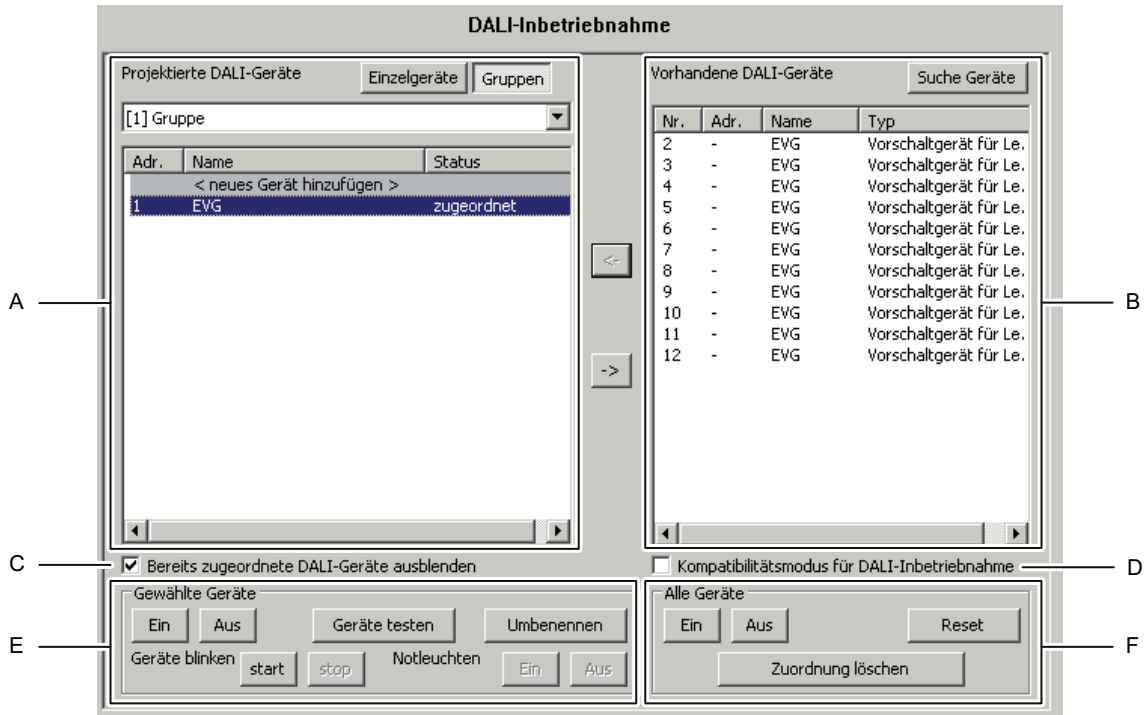 DALI-Inbetriebnahme
Projektierte DALI-Geräte
Einzelgeräte
Gruppen
[1] Gruppe
Adr. Name Status
< neues Gerät hinzufügen >
1 EVG zugeordnet
A
<-
->
Vorhandene DALI-Geräte
Suche Geräte
Nr. Adr. Name Typ
2 - EVG Vorschaltgerät für Le.
3 - EVG Vorschaltgerät für Le.
4 - EVG Vorschaltgerät für Le.
5 - EVG Vorschaltgerät für Le.
6 - EVG Vorschaltgerät für Le.
7 - EVG Vorschaltgerät für Le.
8 - EVG Vorschaltgerät für Le.
9 - EVG Vorschaltgerät für Le.
10 - EVG Vorschaltgerät für Le.
11 - EVG Vorschaltgerät für Le.
12 - EVG Vorschaltgerät für Le.
B
C
Bereits zugeordnete DALI-Geräte ausblenden
Kompatibilitätsmodus für DALI-Inbetriebnahme
D
E
Gewählte Geräte
Ein Aus Geräte testen Umbenennen
Geräte blinken start stop Notleuchten Ein Aus
Alle Geräte
Ein Aus Reset
Zuordnung löschen
F